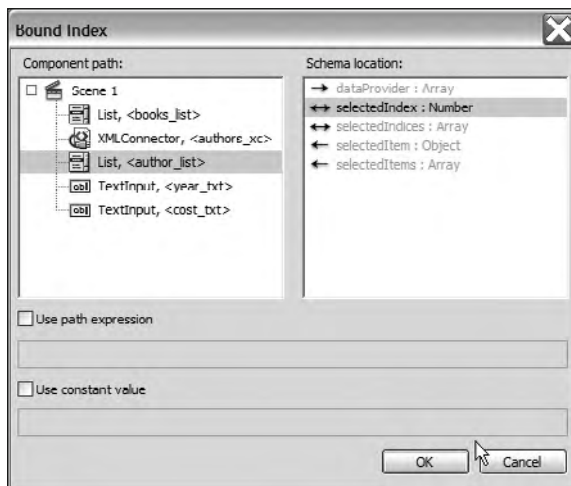 Bound Index
Component path:
Scene 1
List, <books_list>
XMLConnector, <authors_xc>
List, <author_list>
TextInput, <year_txt>
TextInput, <cost_txt>
Schema location:
dataProvider : Array
selectedIndex : Number
selectedIndices : Array
selectedItem : Object
selectedItems : Array
Use path expression
Use constant value
OK
Cancel